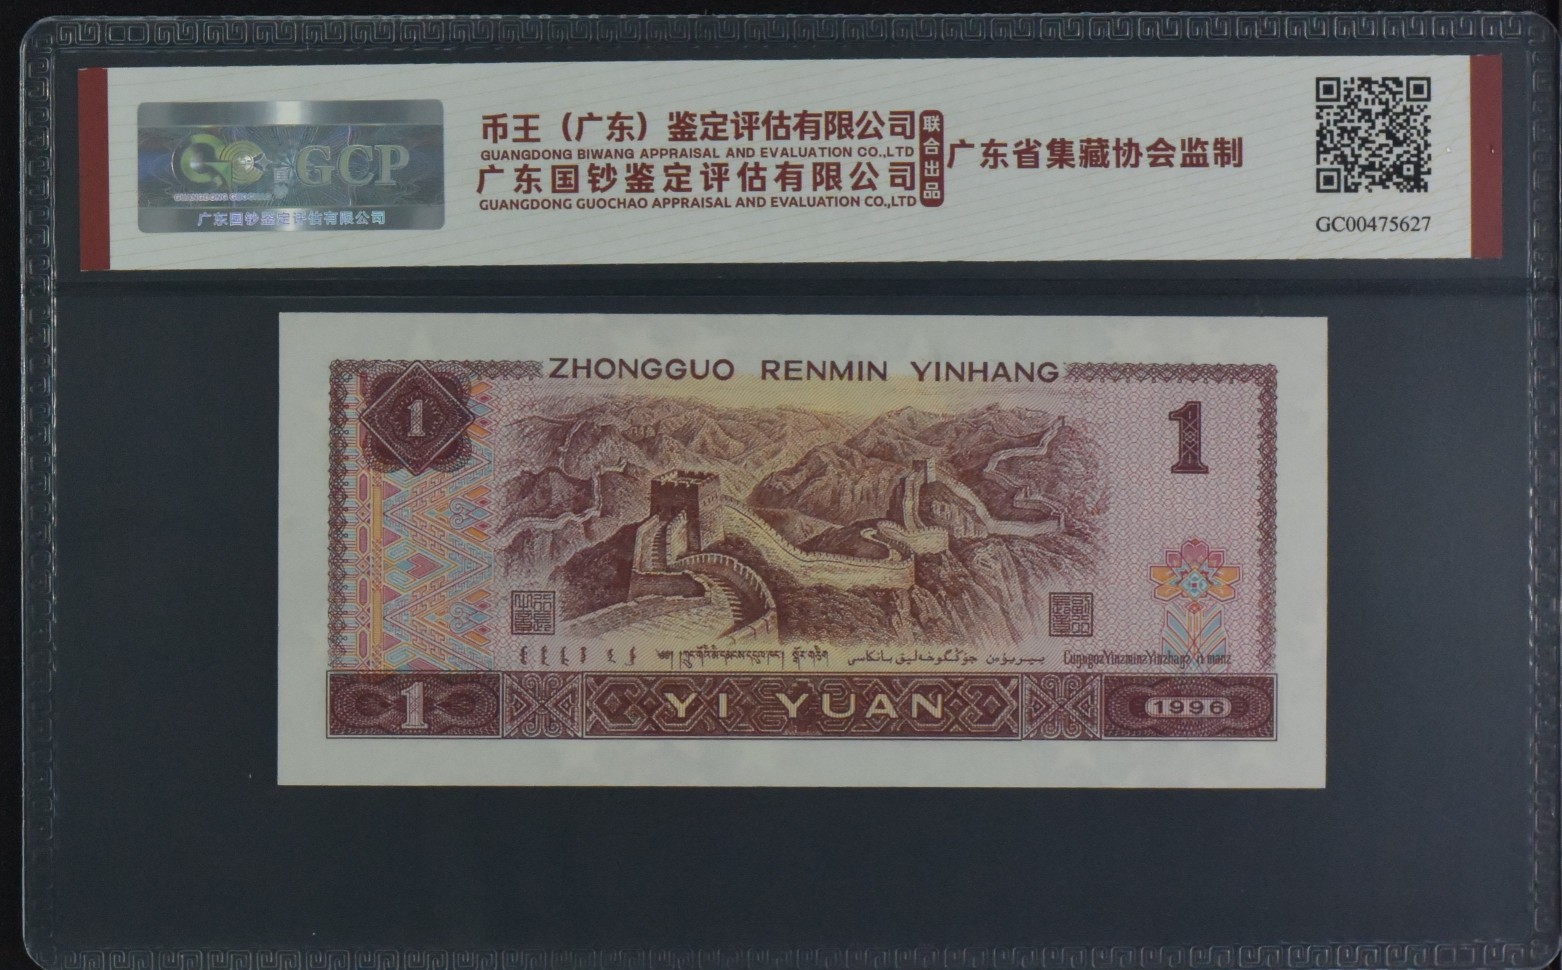 GCP
广东国钞鉴定评估有限公司
币王（广东）鉴定评估有限公司
GUANGDONG BIWANG APPRAISAL AND EVALUATION CO.,LTD
广东国钞鉴定评估有限公司
GUANGDONG GUOCHAO APPRAISAL AND EVALUATION CO.,LTD
联合出品
广东省集藏协会监制
GC00475627
ZHONGGUO RENMIN YINHANG
1
1
1
YI YUAN
1996